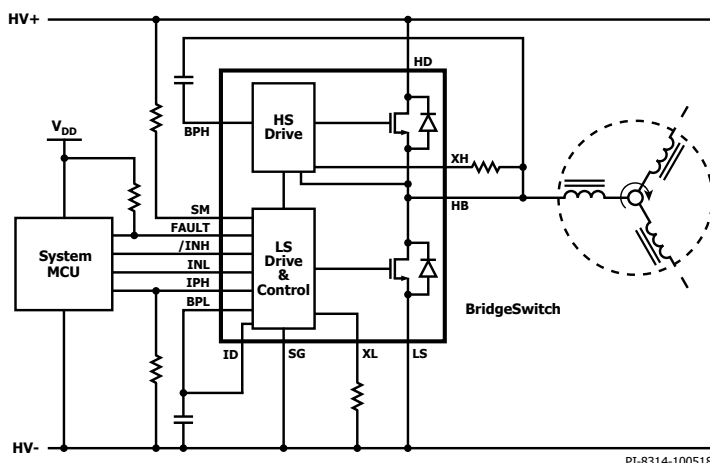 HV+
HD
VDD
BPH
HS
Drive
XH
SM
HB
FAULT
/INH
System
MCU
INL
LS
Drive
&
Control
IPH
BPL
BridgeSwitch
ID
SG
XL
LS
HV-
PI-8314-100518